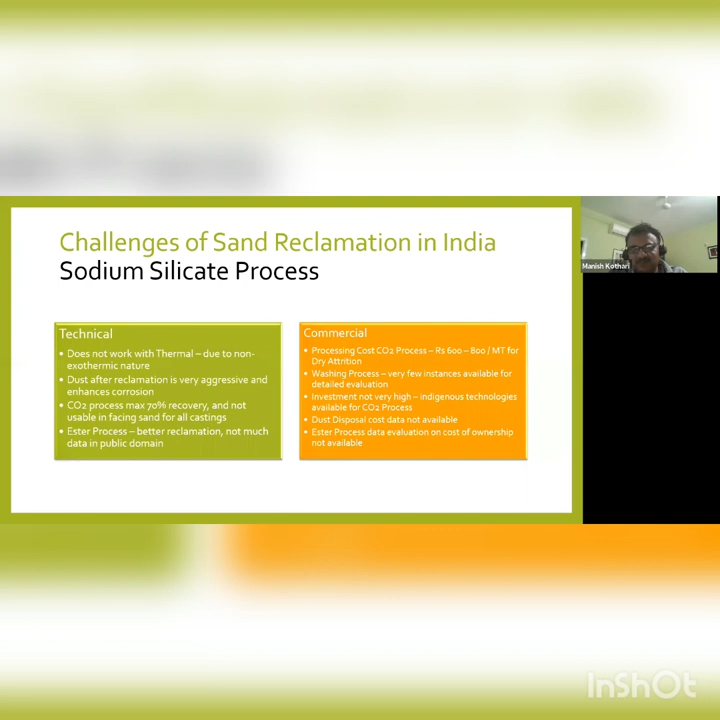 Challenges of Sand Reclamation in India
Sodium Silicate Process
Technical
• Does not work with Thermal – due to non-
exothermic nature
• Dust after reclamation is very aggressive and
enhances corrosion
• CO2 process max 70% recovery, and not
usable in facing sand for all castings
• Ester Process – better reclamation, not much
data in public domain
Commercial
• Processing Cost CO2 Process – Rs 600 – 800 / MT for
Dry Attrition
• Washing Process – very few instances available for
detailed evaluation
• Investment not very high – indigenous technologies
available for CO2 Process
• Dust Disposal cost data not available
• Ester Process data evaluation on cost of ownership
not available
Manish Kothari
InShOt